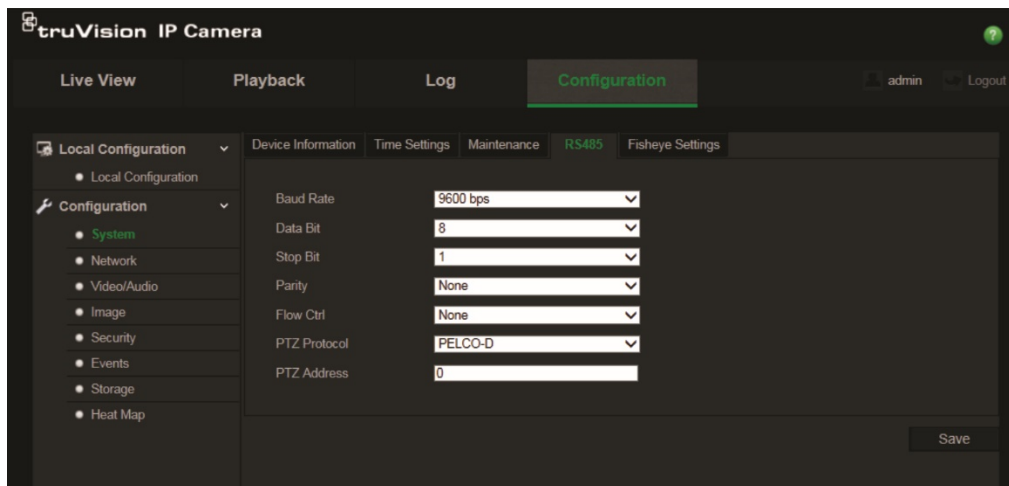 truVision IP Camera
?
Live View Playback Log Configuration admin Logout
Device Information Time Settings Maintenance RS485 Fisheye Settings
Local Configuration
Local Configuration
Configuration
System
Network
Video/Audio
Image
Security
Events
Storage
Heat Map
Baud Rate 9600 bps
Data Bit 8
Stop Bit 1
Parity None
Flow Ctrl None
PTZ Protocol PELCO-D
PTZ Address 0
Save